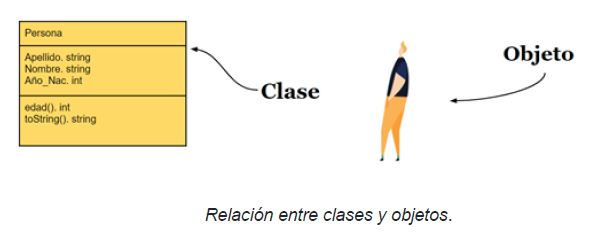 Persona
Apellido. string
Nombre. string
Año_Nac. int
edad(). int
toString(). string
Clase
Objeto
Relación entre clases y objetos.